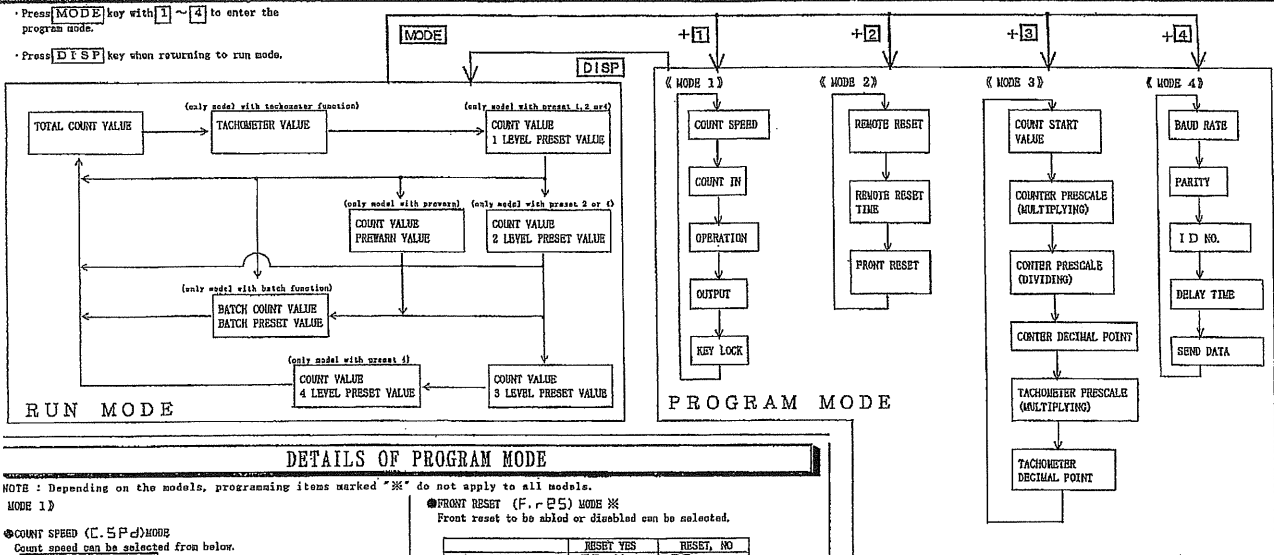 ・Press MODE key with 1 ～ 4 to enter the
program mode.
・Press DISP key when returning to run mode.
MODE
DISP
+1
+2
+3
+4
(only model with tachometer function)
(only model with preset 1,2 or4)
TOTAL COUNT VALUE
TACHOMETER VALUE
COUNT VALUE
1 LEVEL PRESET VALUE
(only model with prewarn)
(only model with preset 2 or 4)
COUNT VALUE
PREWARN VALUE
COUNT VALUE
2 LEVEL PRESET VALUE
(only model with batch function)
BATCH COUNT VALUE
BATCH PRESET VALUE
(only model with preset 4)
COUNT VALUE
4 LEVEL PRESET VALUE
COUNT VALUE
3 LEVEL PRESET VALUE
RUN MODE
《 MODE 1》
COUNT SPEED
COUNT IN
OPERATION
OUTPUT
KEY LOCK
《 MODE 2》
REMOTE RESET
REMOTE RESET
TIME
FRONT RESET
《 MODE 3》
COUNT START
VALUE
COUNTER PRESCALE
(MULTIPLYING)
CONTER PRESCALE
(DIVIDING)
CONTER DECIMAL POINT
TACHOMETER PRESCALE
(MULTIPLYING)
TACHOMETER
DECIMAL POINT
《 MODE 4》
BAUD RATE
PARITY
I D NO.
DELAY TIME
SEND DATA
PROGRAM MODE
DETAILS OF PROGRAM MODE
NOTE : Depending on the models, programming items marked "※" do not apply to all models.
MODE 1》
●COUNT SPEED (C.SPd)MODE
Count speed can be selected from below.
●FRONT RESET (F.rES) MODE ※
Front reset to be abled or disabled can be selected.
RESET YES
RESET, NO